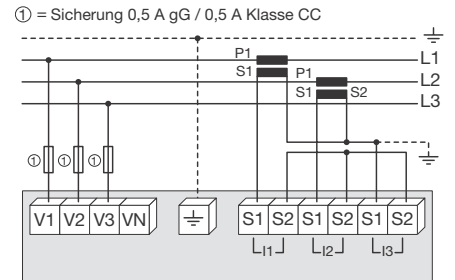 ① = Sicherung 0,5 A gG / 0,5 A Klasse CC
P1
L1
S1
P1
L2
S1 S2
L3
① ① ①
V1 V2 V3 VN S1 S2 S1 S2 S1 S2
I1 I2 I3